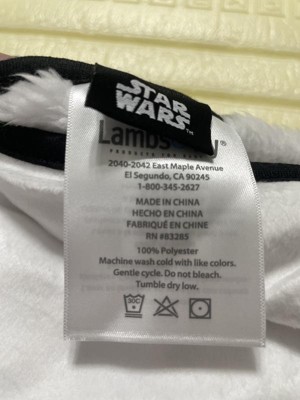 STAR
WARS
Lambs
2040-2042 East Maple Avenue
El Segundo, CA 90245
1-800-345-2627
MADE IN CHINA
HECHO EN CHINA
FABRIQUÉ EN CHINE
RN #83285
100% Polyester
Machine wash cold with like colors.
Gentle cycle. Do not bleach.
Tumble dry low.
30C